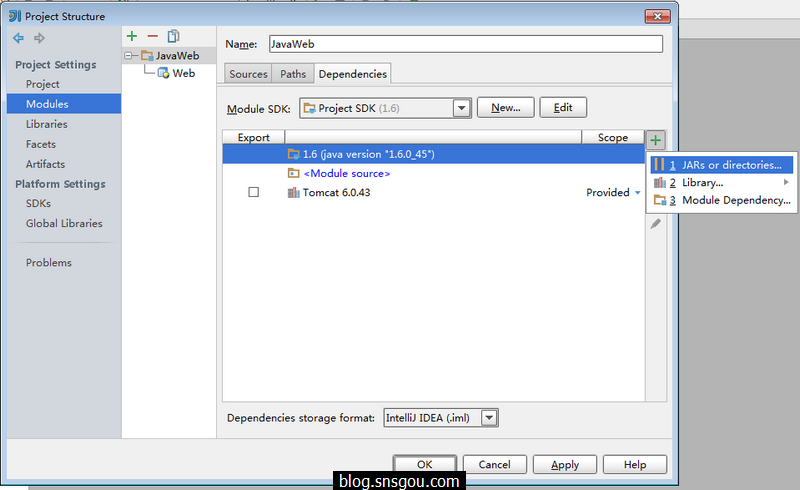 Project Structure
Project Settings
Project
Modules
Libraries
Facets
Artifacts
Platform Settings
SDKs
Global Libraries
Problems
JavaWeb
Web
Name: JavaWeb
Sources Paths Dependencies
Module SDK: Project SDK (1.6) New... Edit
Export Scope
1.6 (java version "1.6.0_45")
<Module source>
Tomcat 6.0.43 Provided
1 JARs or directories...
2 Library...
3 Module Dependency...
Dependencies storage format: IntelliJ IDEA (.iml)
OK Cancel Apply Help
blog.snsgou.com